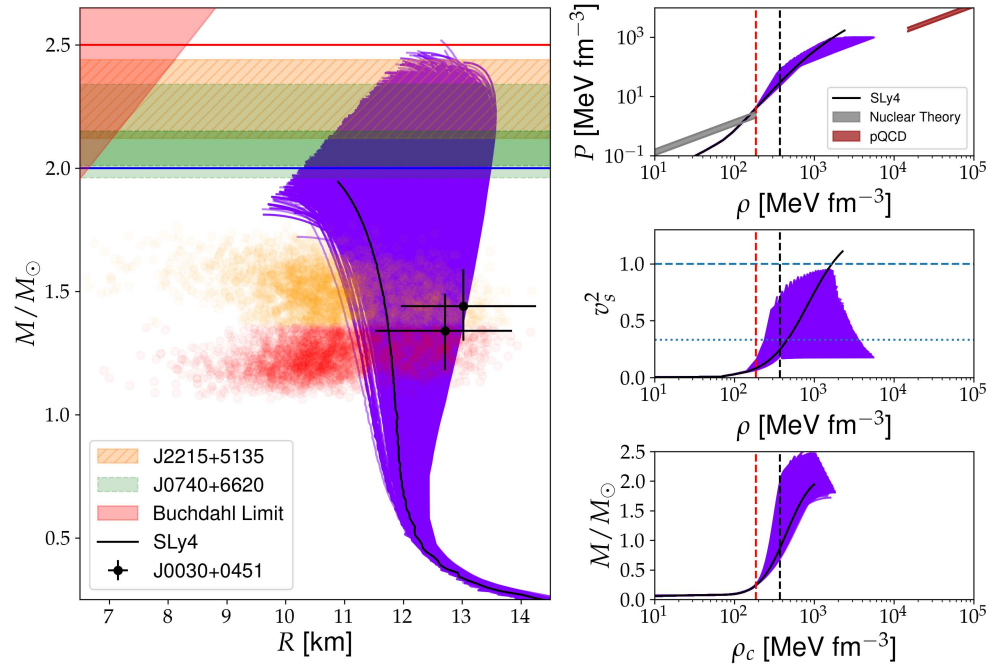 M/M⊙
2.5
2.0
1.5
1.0
0.5
J2215+5135
J0740+6620
Buchdahl Limit
SLy4
J0030+0451
7 8 9 10 11 12 13 14
R [km]
P [MeV fm⁻³]
10³
10¹
10⁻¹
SLy4
Nuclear Theory
pQCD
10¹ 10² 10³ 10⁴ 10⁵
ρ [MeV fm⁻³]
v_s²
1.0
0.5
0.0
10¹ 10² 10³ 10⁴ 10⁵
ρ [MeV fm⁻³]
M/M⊙
2.5
2.0
1.5
1.0
0.5
0.0
10¹ 10² 10³ 10⁴ 10⁵
ρ_c [MeV fm⁻³]